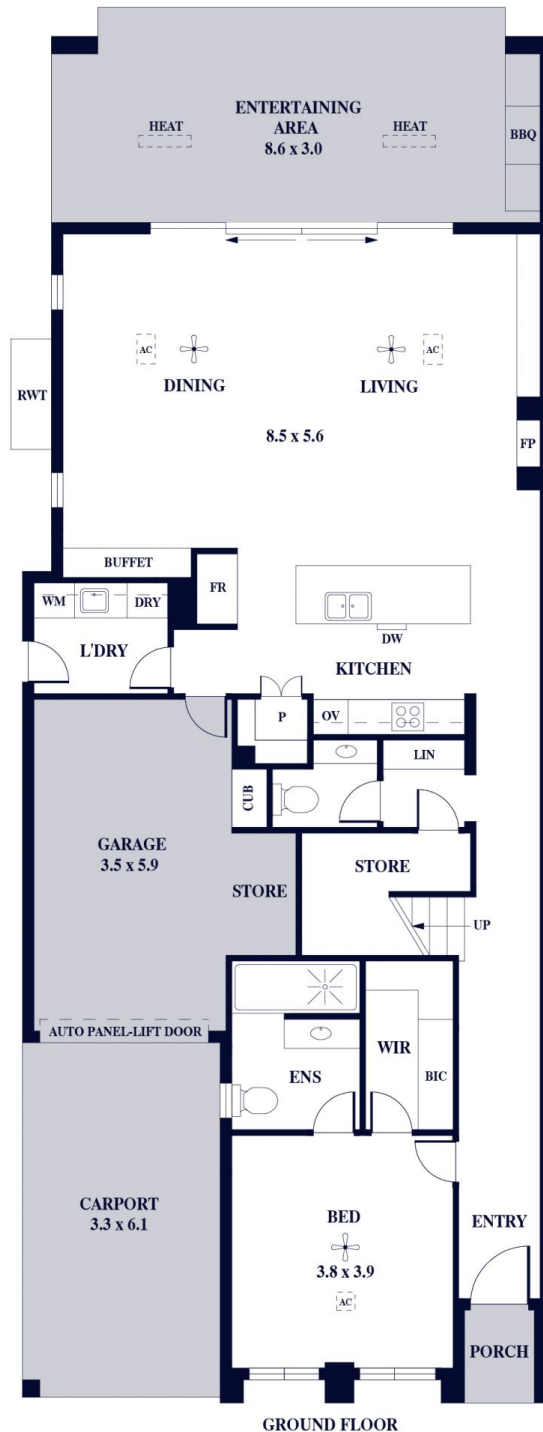 ENTERTAINING
AREA
8.6 x 3.0
HEAT
HEAT
BBQ
AC
AC
DINING
LIVING
RWT
8.5 x 5.6
FP
BUFFET
FR
WM
DRY
L'DRY
DW
KITCHEN
P
OV
LIN
CUB
GARAGE
3.5 x 5.9
STORE
STORE
UP
AUTO PANEL-LIFT DOOR
WIR
BIC
ENS
CARPORT
3.3 x 6.1
BED
3.8 x 3.9
AC
ENTRY
PORCH
GROUND FLOOR